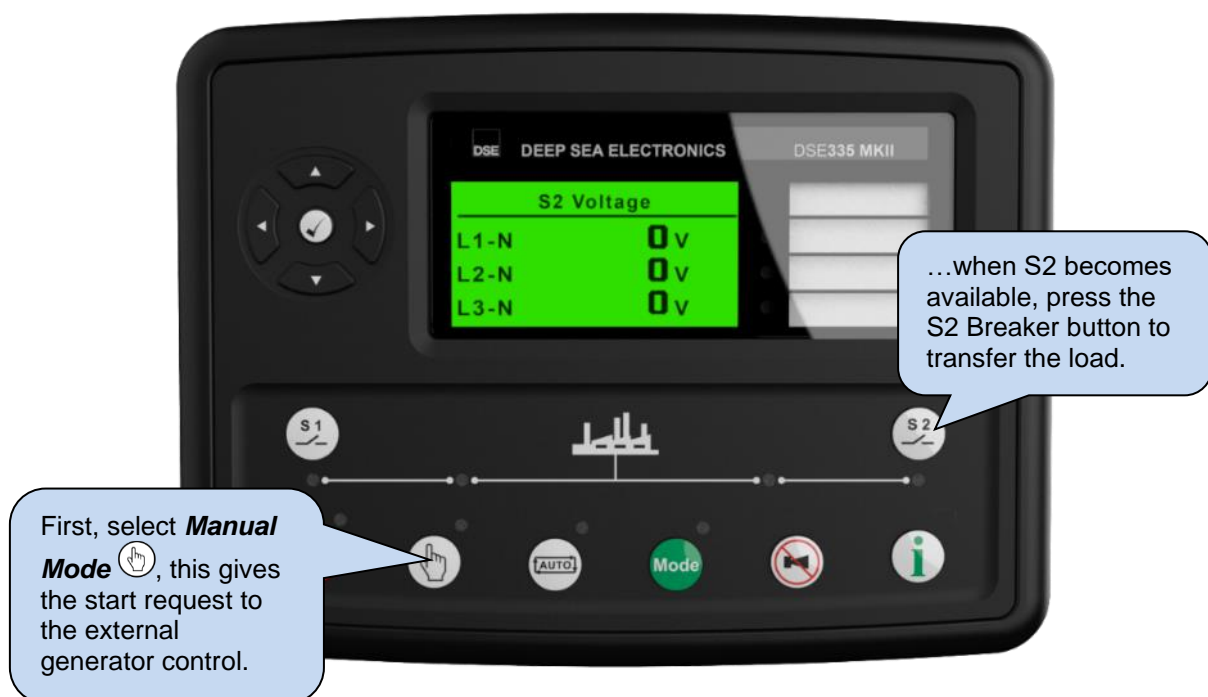 DSE DEEP SEA ELECTRONICS DSE335 MKII
S2 Voltage
L1-N 0 V
L2-N 0 V
L3-N 0 V
…when S2 becomes
available, press the
S2 Breaker button to
transfer the load.
S 1
S 2
First, select Manual
Mode , this gives
the start request to
the external
generator control.
AUTO
Mode
i